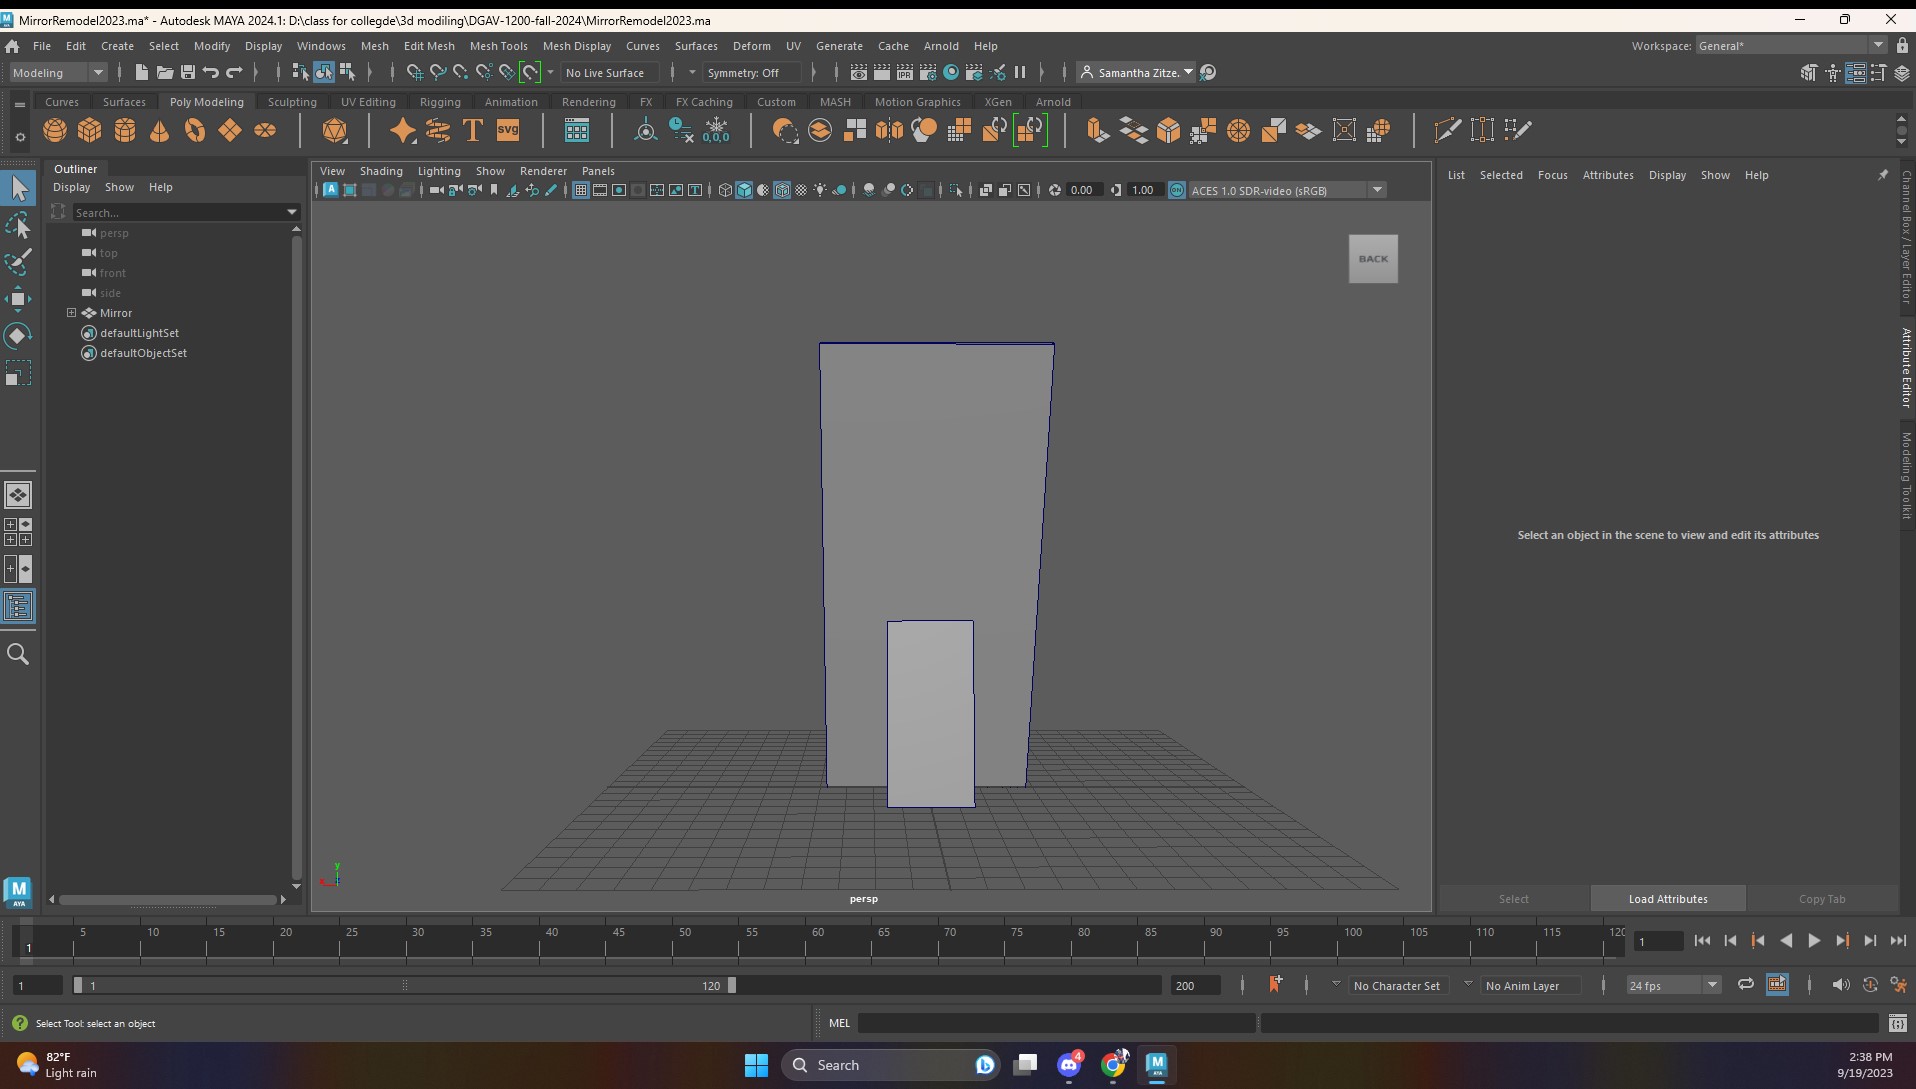 MirrorRemodel2023.ma* - Autodesk MAYA 2024.1: D:\class for collegde\3d modiling\DGAV-1200-fall-2024\MirrorRemodel2023.ma
File Edit Create Select Modify Display Windows Mesh Edit Mesh Mesh Tools Mesh Display Curves Surfaces Deform UV Generate Cache Arnold Help Workspace: General*
Modeling No Live Surface Symmetry: Off IPR Samantha Zitze.
Curves Surfaces Poly Modeling Sculpting UV Editing Rigging Animation Rendering FX FX Caching Custom MASH Motion Graphics XGen Arnold
T svg 0,0,0
Outliner
Display Show Help
Search...
persp
top
front
side
Mirror
defaultLightSet
defaultObjectSet
View Shading Lighting Show Renderer Panels
0.00 1.00 ON ACES 1.0 SDR-video (sRGB)
BACK
y
persp
List Selected Focus Attributes Display Show Help
Select an object in the scene to view and edit its attributes
Select Load Attributes Copy Tab
Channel Box / Layer Editor
Attribute Editor
Modeling Toolkit
M
AYA
1 5 10 15 20 25 30 35 40 45 50 55 60 65 70 75 80 85 90 95 100 105 110 115 120 1
1 1 120 200 No Character Set No Anim Layer 24 fps
Select Tool: select an object MEL
82°F
Light rain
Search
4
M
AYA
2:38 PM
9/19/2023